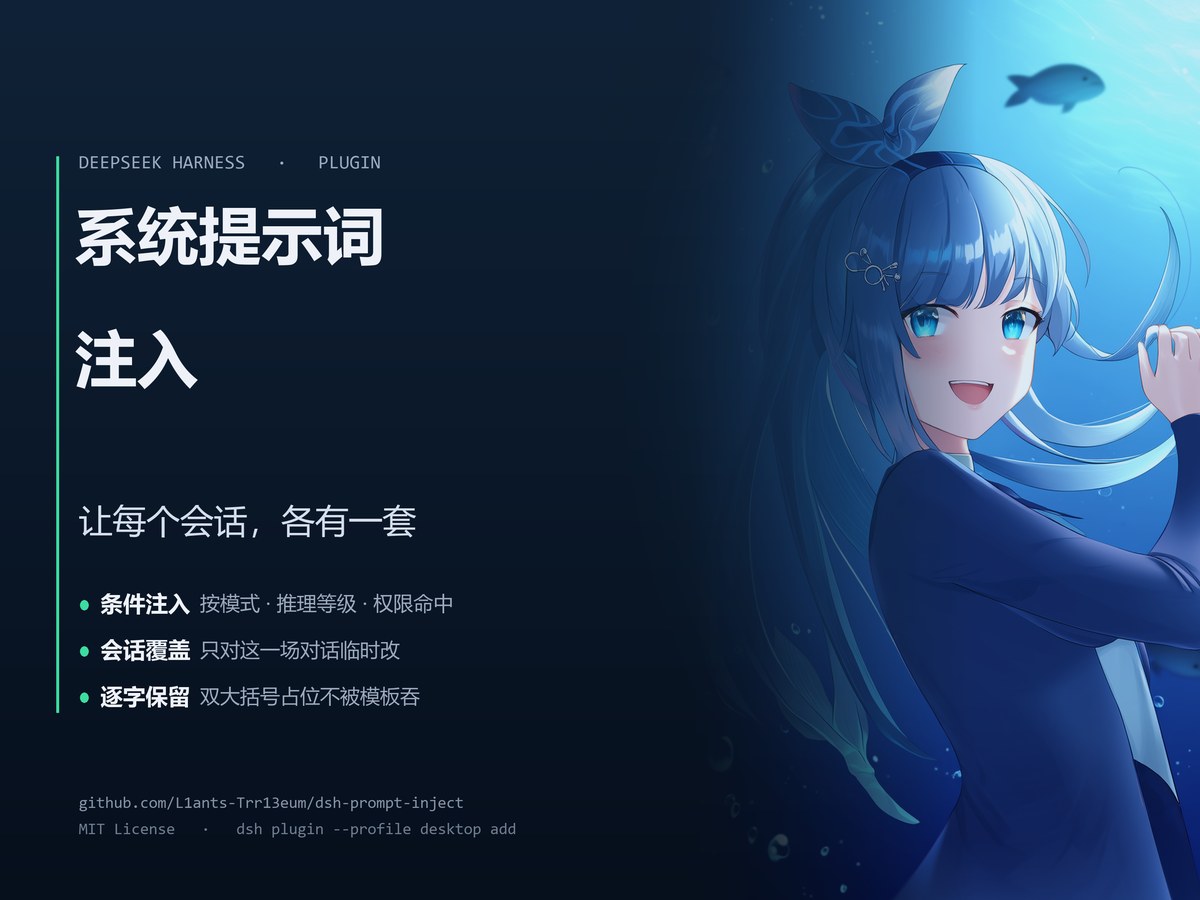 DEEPSEEK HARNESS · PLUGIN
系统提示词
注入
让每个会话，各有一套
条件注入 按模式 · 推理等级 · 权限命中
会话覆盖 只对这一场对话临时改
逐字保留 双大括号占位不被模板吞
github.com/L1ants-Trr13eum/dsh-prompt-inject
MIT License · dsh plugin --profile desktop add